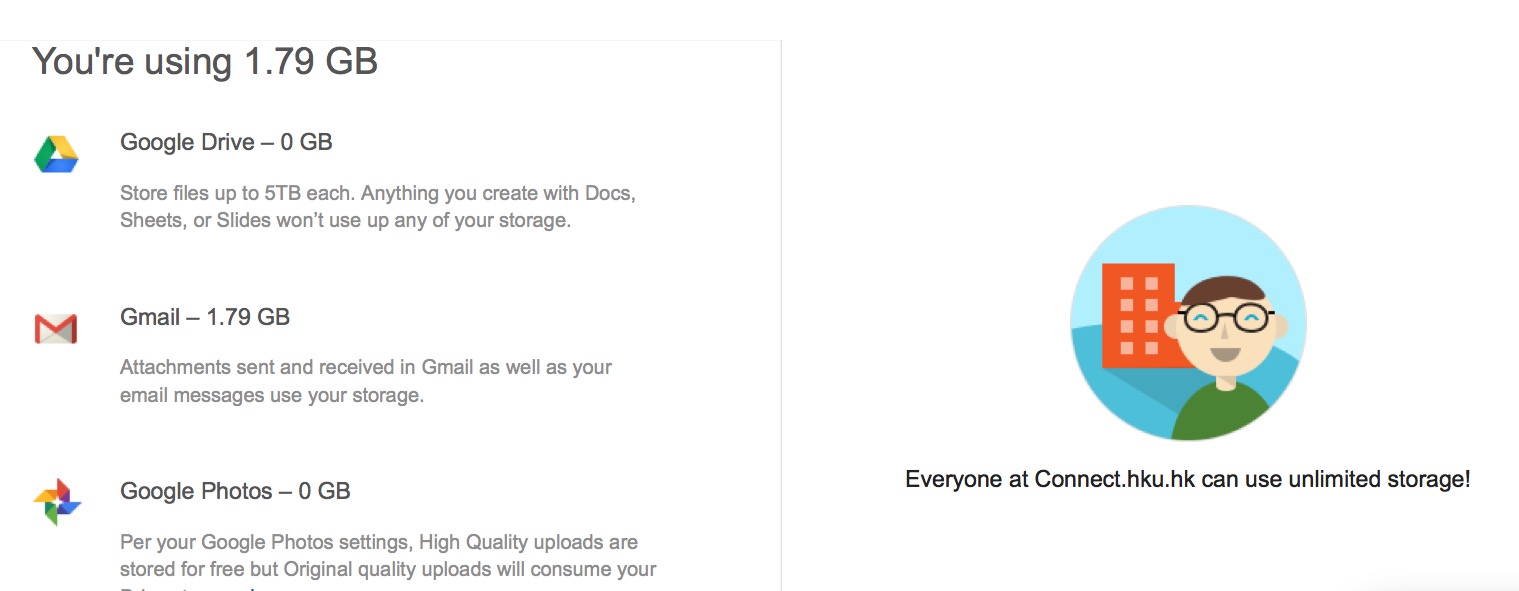 You're using 1.79 GB
Google Drive – 0 GB
Store files up to 5TB each. Anything you create with Docs,
Sheets, or Slides won’t use up any of your storage.
Gmail – 1.79 GB
Attachments sent and received in Gmail as well as your
email messages use your storage.
Google Photos – 0 GB
Per your Google Photos settings, High Quality uploads are
stored for free but Original quality uploads will consume your
Everyone at Connect.hku.hk can use unlimited storage!